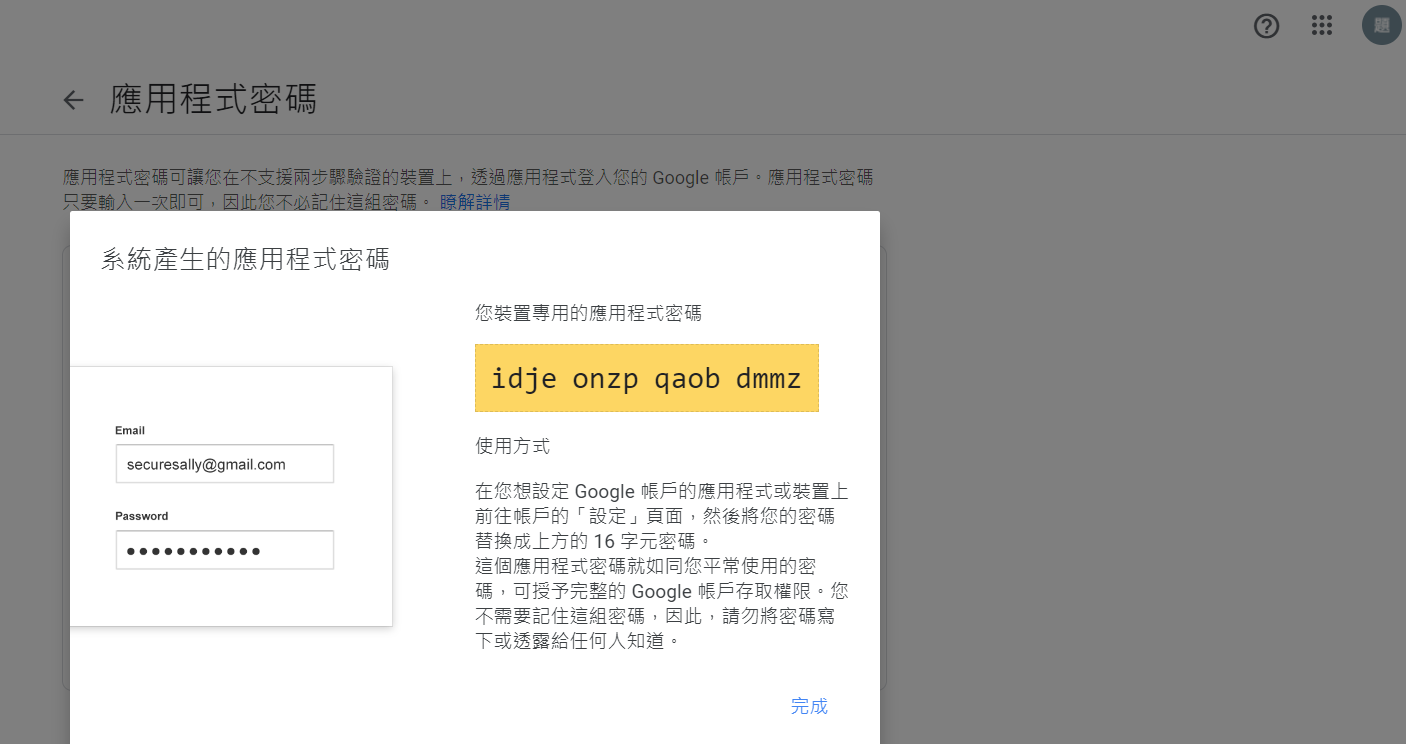 題
應用程式密碼
應用程式密碼可讓您在不支援兩步驟驗證的裝置上，透過應用程式登入您的 Google 帳戶。應用程式密碼
只要輸入一次即可，因此您不必記住這組密碼。 瞭解詳情
系統產生的應用程式密碼
您裝置專用的應用程式密碼
idje onzp qaob dmmz
Email
securesally@gmail.com
Password
使用方式
在您想設定 Google 帳戶的應用程式或裝置上
前往帳戶的「設定」頁面，然後將您的密碼
替換成上方的 16 字元密碼。
這個應用程式密碼就如同您平常使用的密
碼，可授予完整的 Google 帳戶存取權限。您
不需要記住這組密碼，因此，請勿將密碼寫
下或透露給任何人知道。
完成